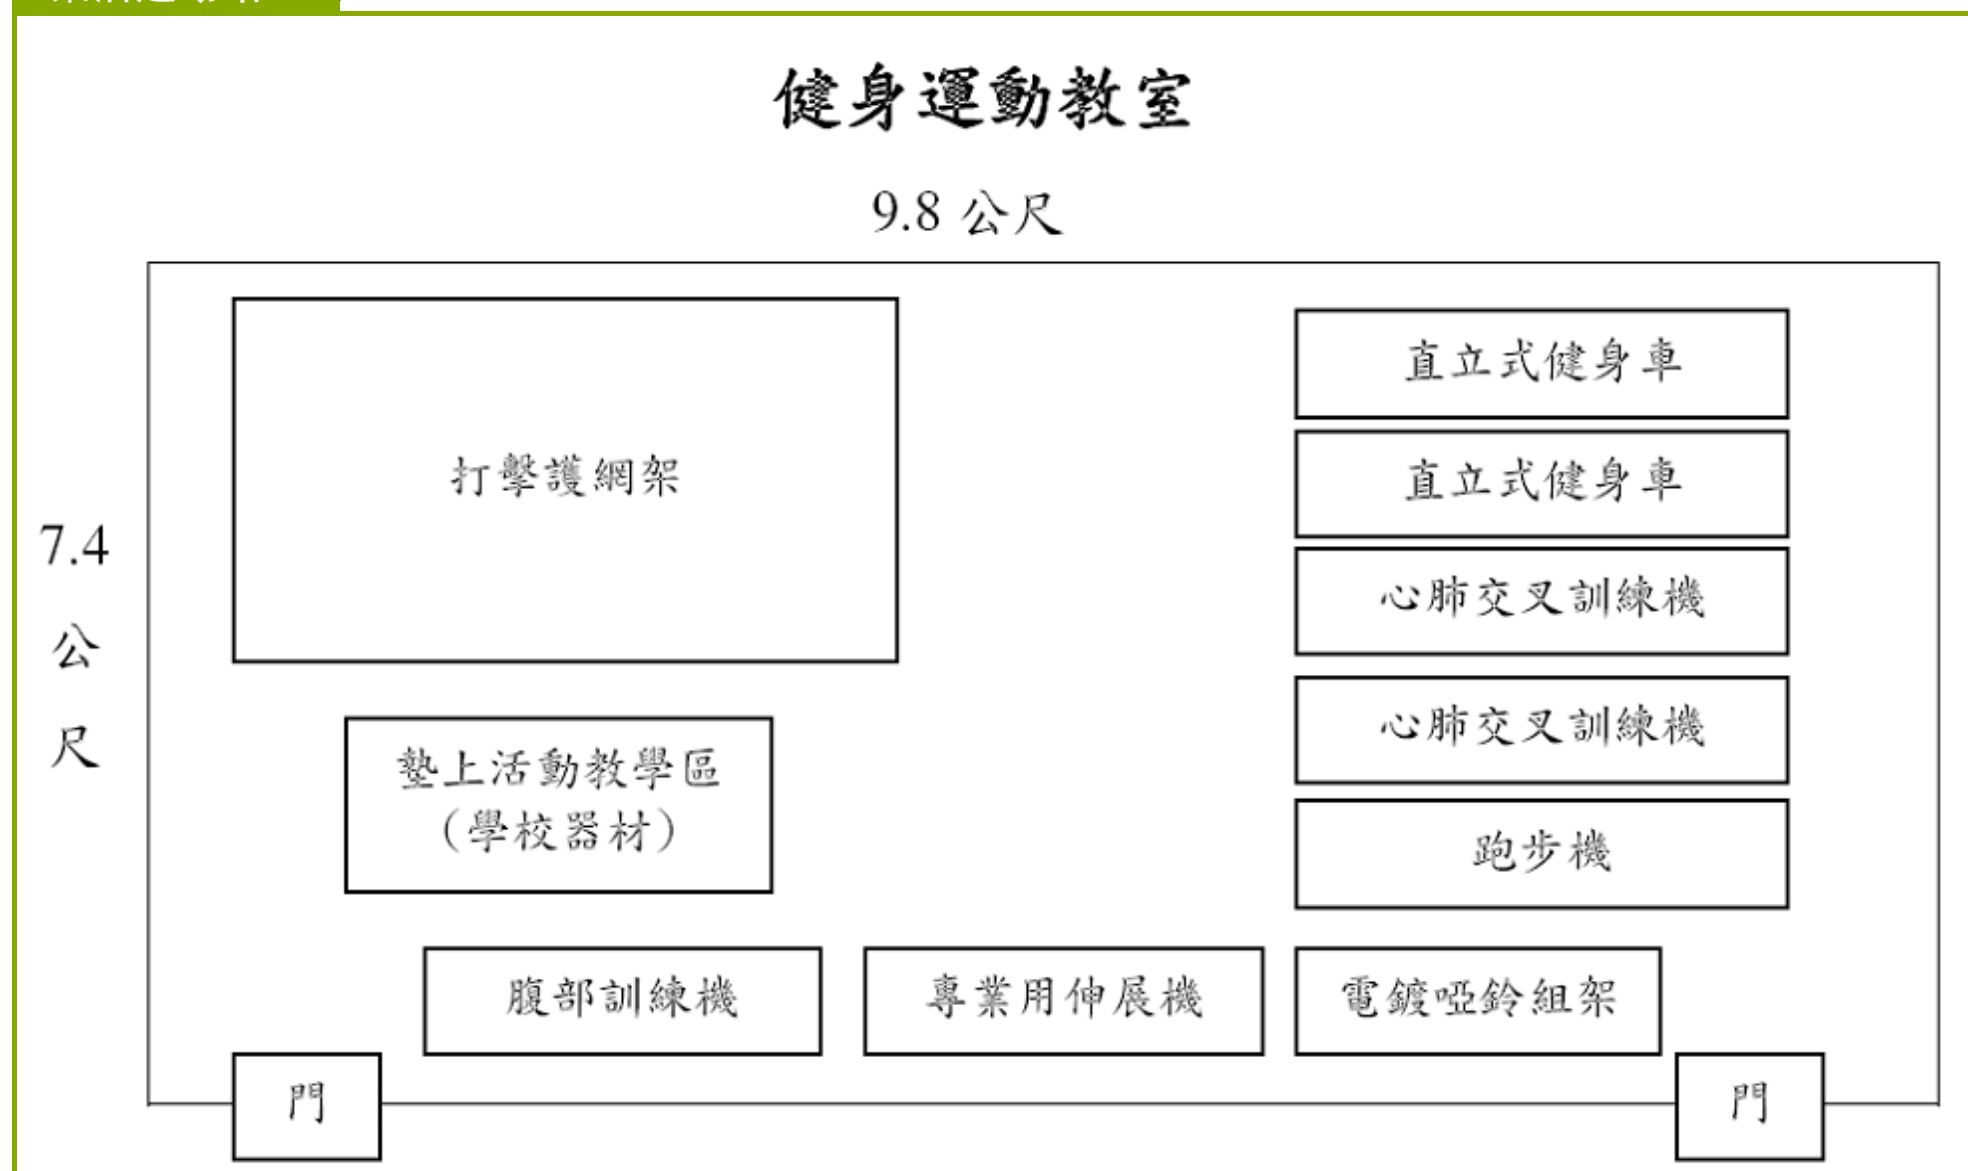 健身運動教室
9.8 公尺
7.4
公
尺
打擊護網架
墊上活動教學區
(學校器材)
直立式健身車
直立式健身車
心肺交叉訓練機
心肺交叉訓練機
跑步機
腹部訓練機
專業用伸展機
電鍍啞鈴組架
門
門